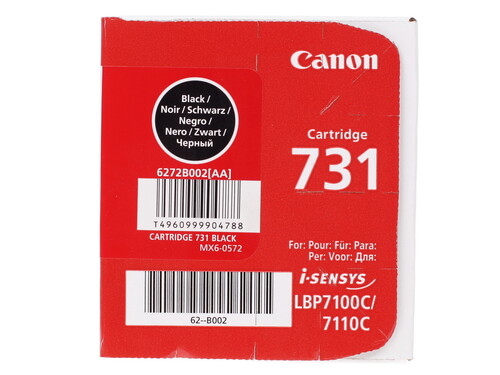 Canon
Black /
Noir / Schwarz /
Negro /
Nero / Zwart /
Черный
6272B002[AA]
T4960999904788
CARTRIDGE 731 BLACK
MX6-0572
62--B002
Cartridge
731
For: Pour: Für: Para:
Per: Voor: Для:
i-SENSYS
LBP7100C/
7110C